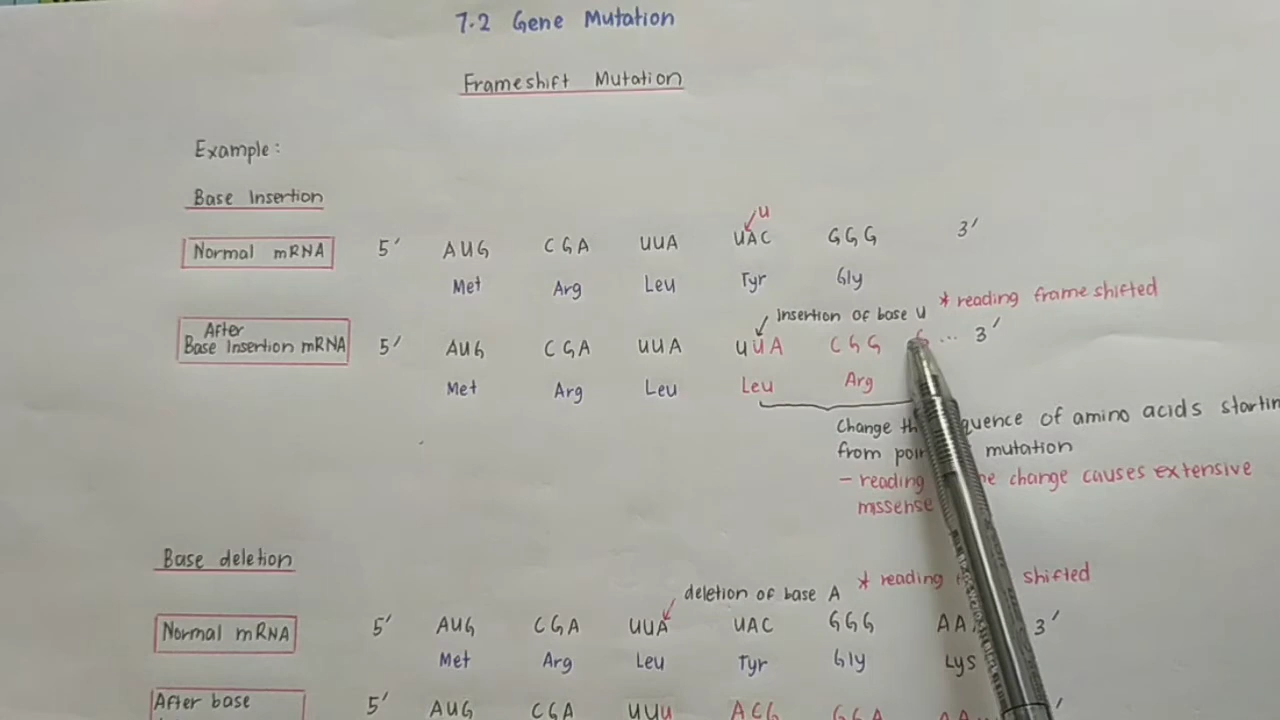 7.2 Gene Mutation
Frameshift Mutation
Example:
Base Insertion
U
Normal mRNA 5' AUG CGA UUA UAC GGG 3'
Met Arg Leu Tyr Gly
Insertion of base U * reading frame shifted
After
Base Insertion mRNA 5' AUG CGA UUA UUA CGG G ... 3'
Met Arg Leu Leu Arg
Change of amino acids
from mutation
- reading change causes extensive
missense
Base deletion
deletion of base A * reading shifted
Normal mRNA 5' AUG CGA UUA UAC GGG AA 3'
Met Arg Leu Tyr Gly Lys
After base 5' AUG CGA UUU ACG GGA AA